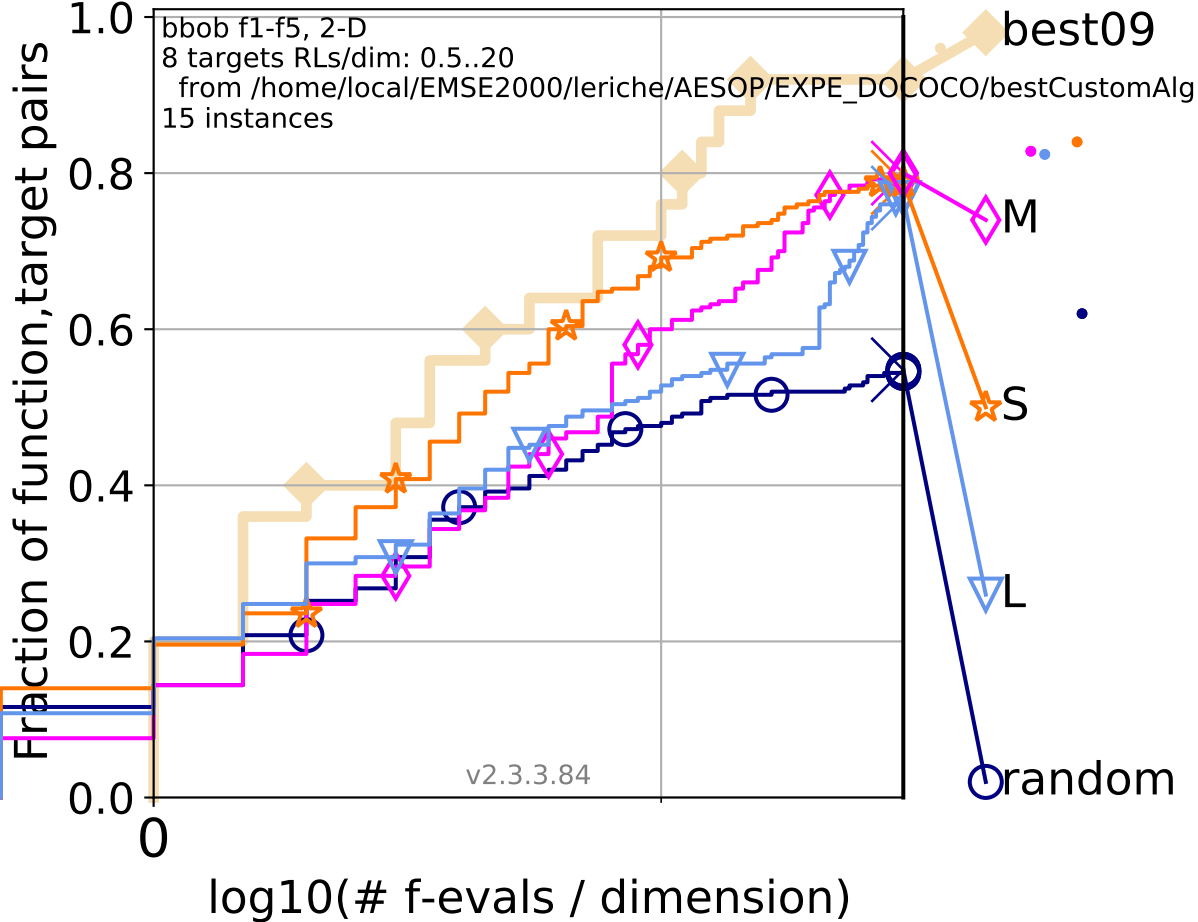 1.0
bbob f1-f5, 2-D
best09
8 targets RLs/dim: 0.5..20
from /home/local/EMSE2000/leriche/AESOP/EXPE_DOCOCO/bestCustomAlg
15 instances
Fraction of function,target pairs
0.8
M
0.6
S
0.4
L
0.2
v2.3.3.84
random
0.0
0
log10(# f-evals / dimension)